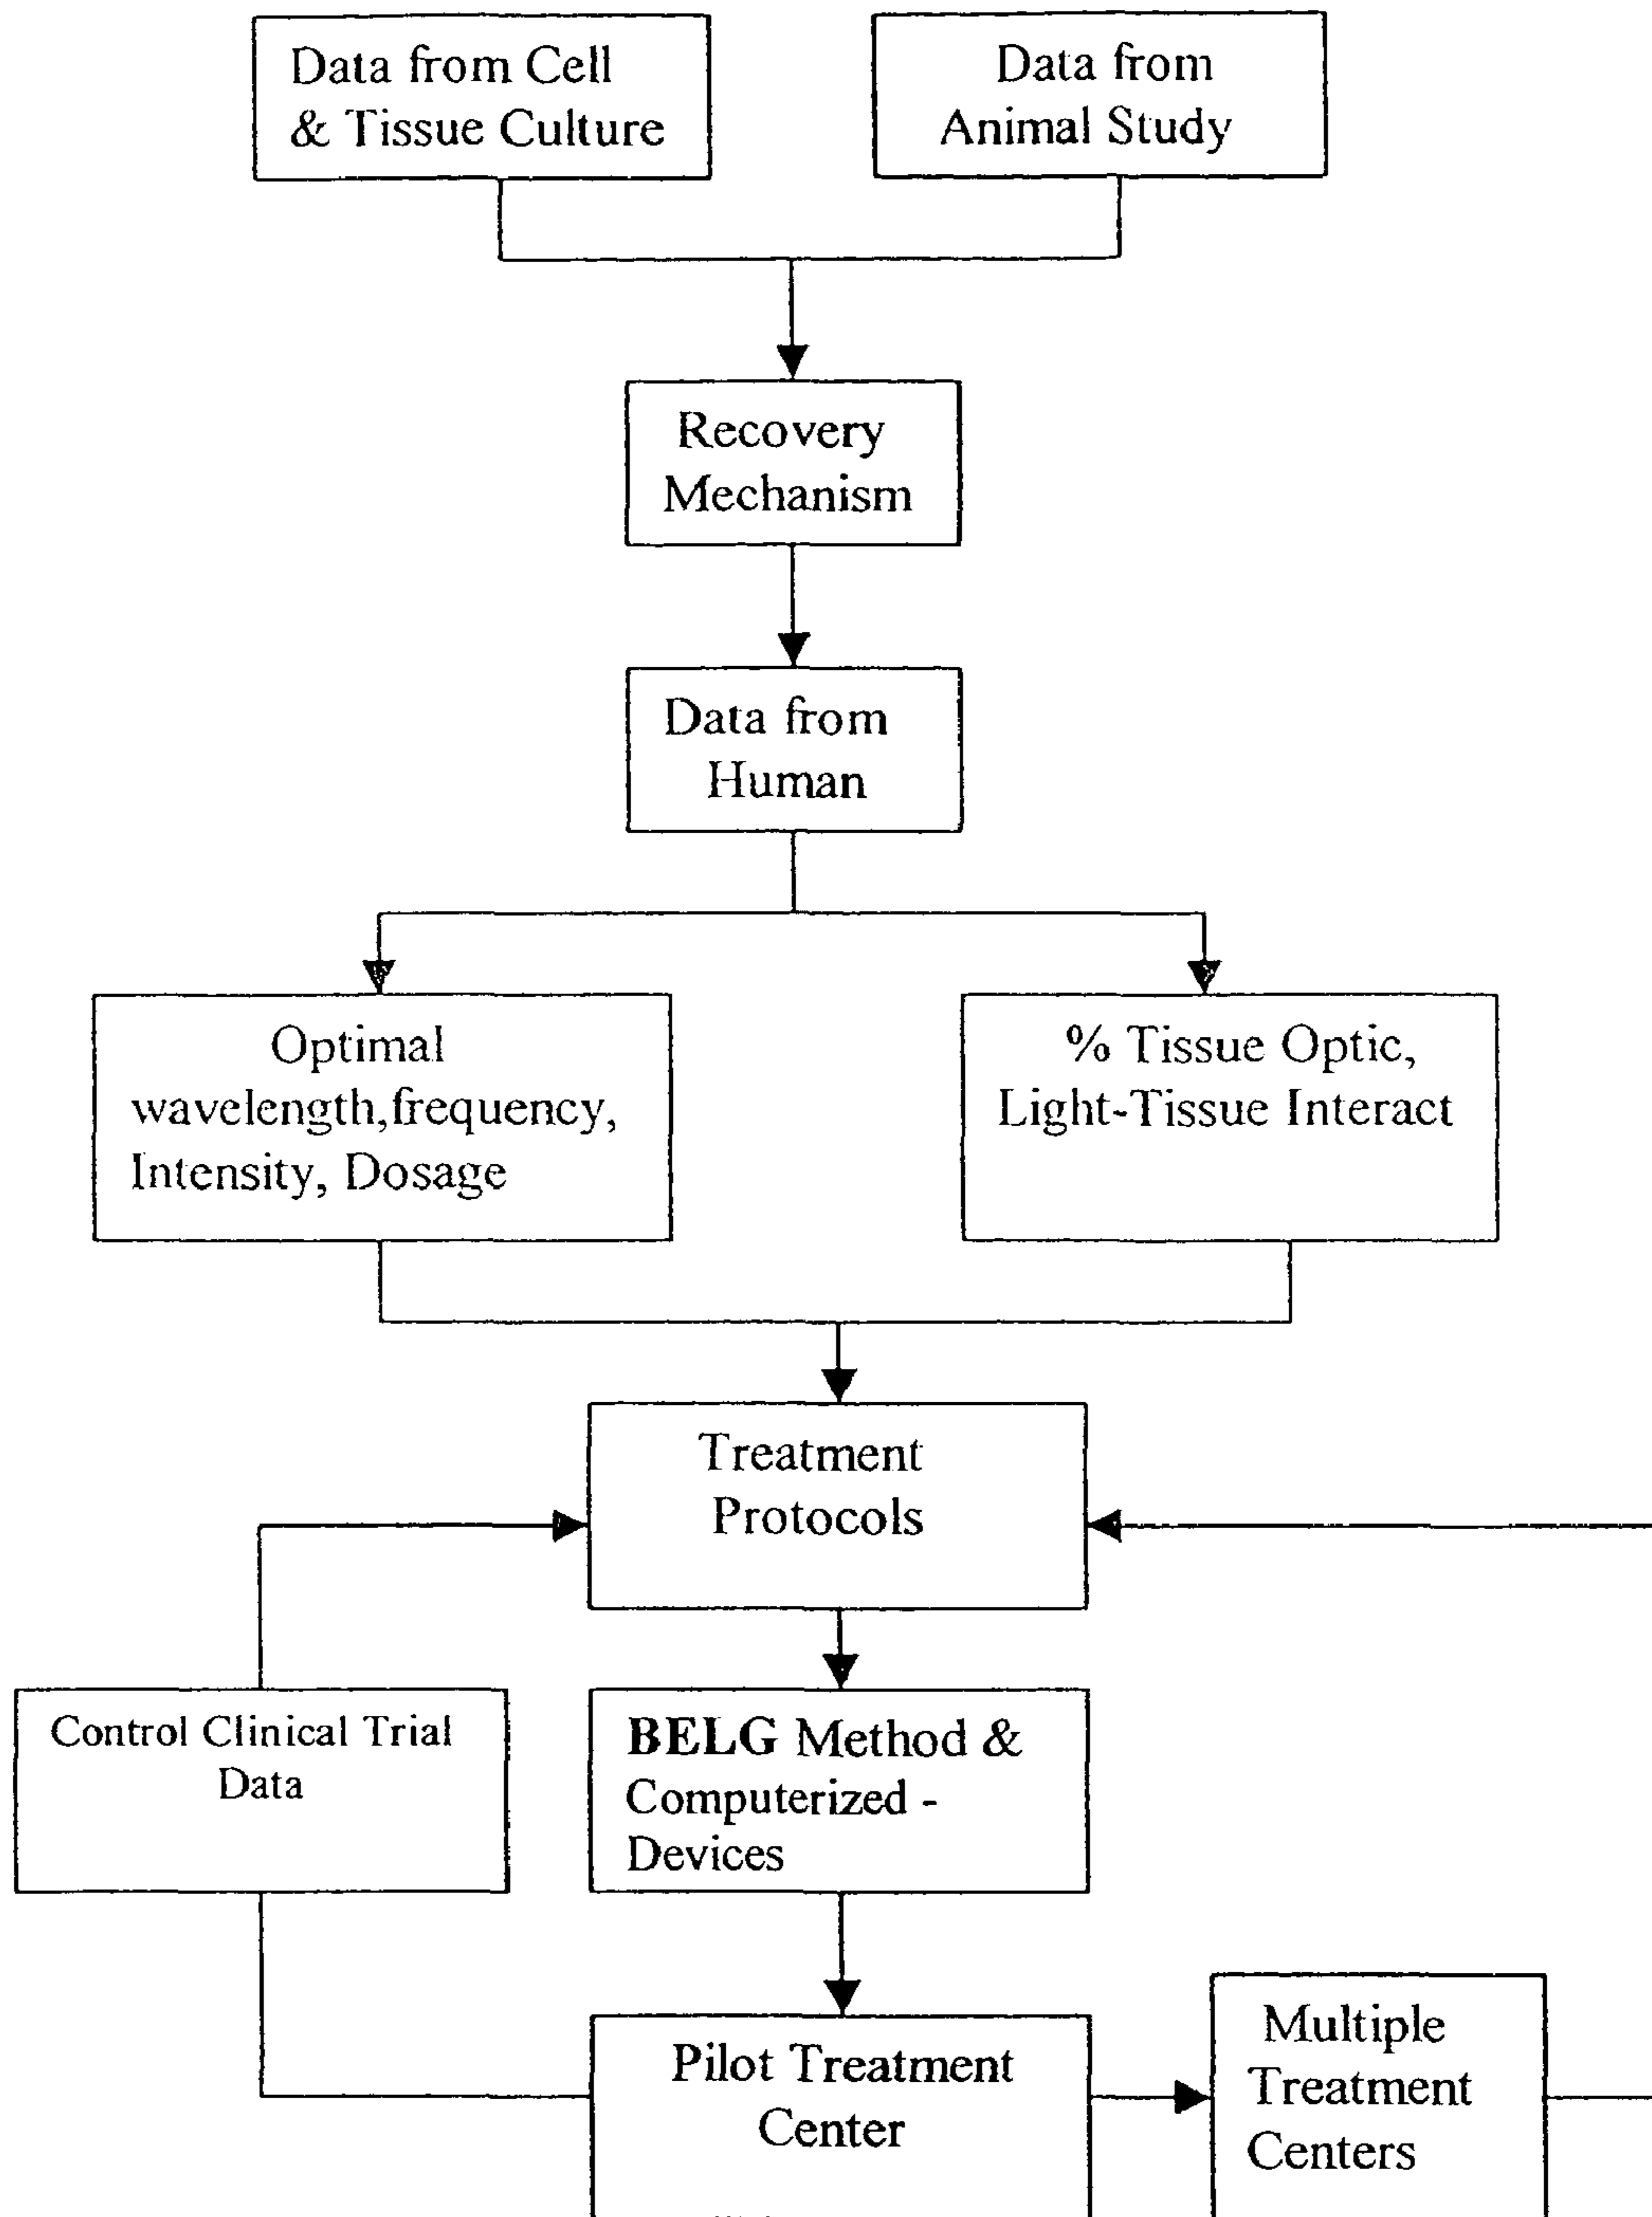 Data from Cell
& Tissue Culture
Data from
Animal Study
Recovery
Mechanism
Data from
Human
Optimal
wavelength,frequency,
Intensity, Dosage
% Tissue Optic,
Light-Tissue Interact
Treatment
Protocols
Control Clinical Trial
Data
BELG Method &
Computerized -
Devices
Pilot Treatment
Center
Multiple
Treatment
Centers